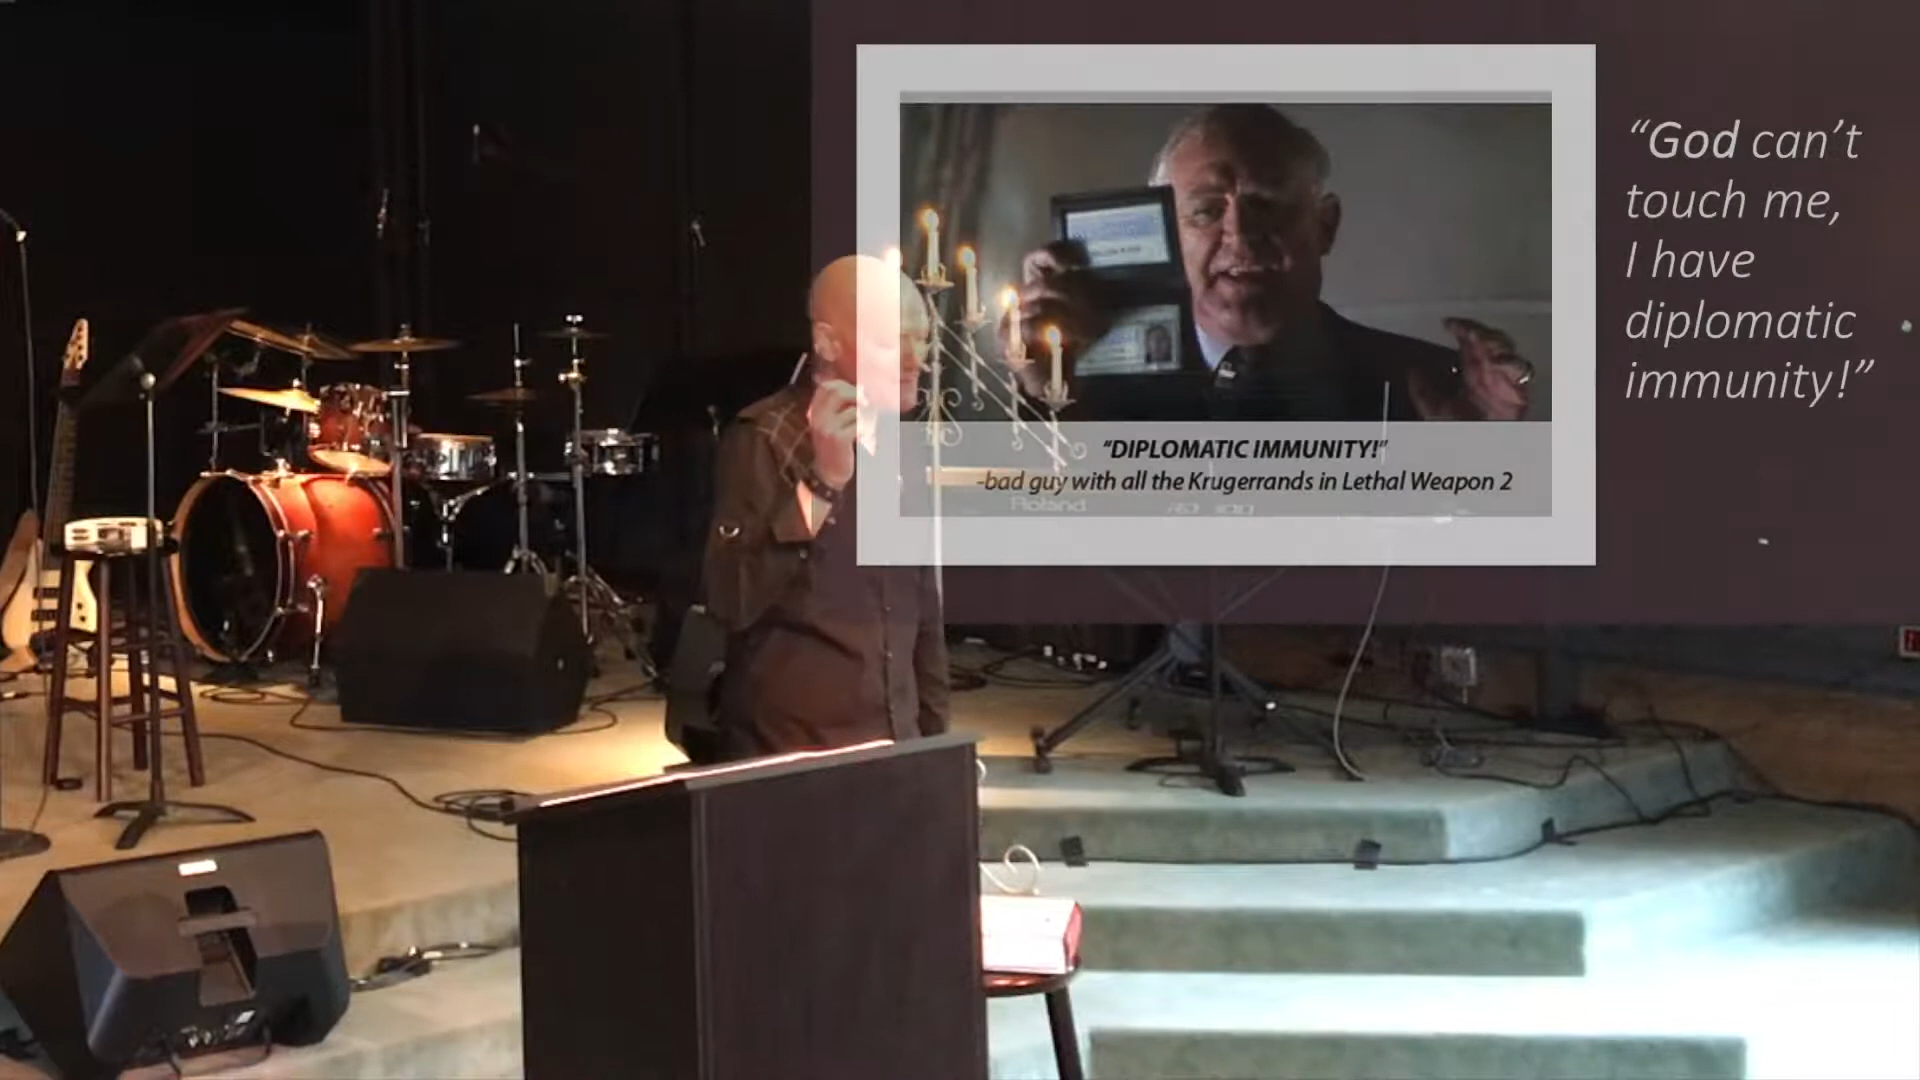 “God can’t
touch me,
I have
diplomatic
immunity!”
“DIPLOMATIC IMMUNITY!”
-bad guy with all the Krugerrands in Lethal Weapon 2
Roland